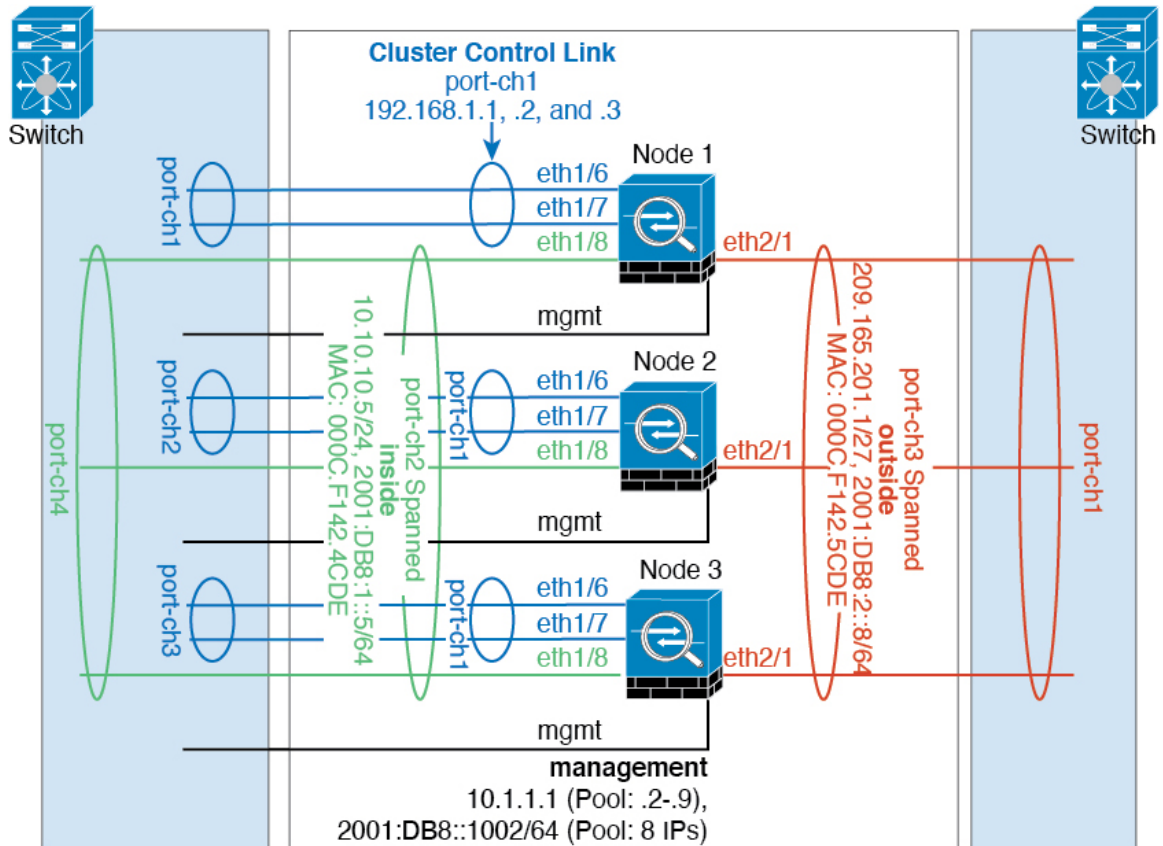 Switch
Switch
Cluster Control Link
port-ch1
192.168.1.1, .2, and .3
Node 1
port-ch1
eth1/6
eth1/7
eth1/8
eth2/1
mgmt
Node 2
port-ch2
port-ch1
eth1/6
eth1/7
eth1/8
eth2/1
mgmt
port-ch4
port-ch2 Spanned
inside
10.10.10.5/24, 2001:DB8:1::5/64
MAC: 000C.F142.4CDE
port-ch3 Spanned
outside
209.165.201.1/27, 2001:DB8:2::8/64
MAC: 000C.F142.5CDE
port-ch1
Node 3
port-ch3
port-ch1
eth1/6
eth1/7
eth1/8
eth2/1
mgmt
management
10.1.1.1 (Pool: .2-.9),
2001:DB8::1002/64 (Pool: 8 IPs)